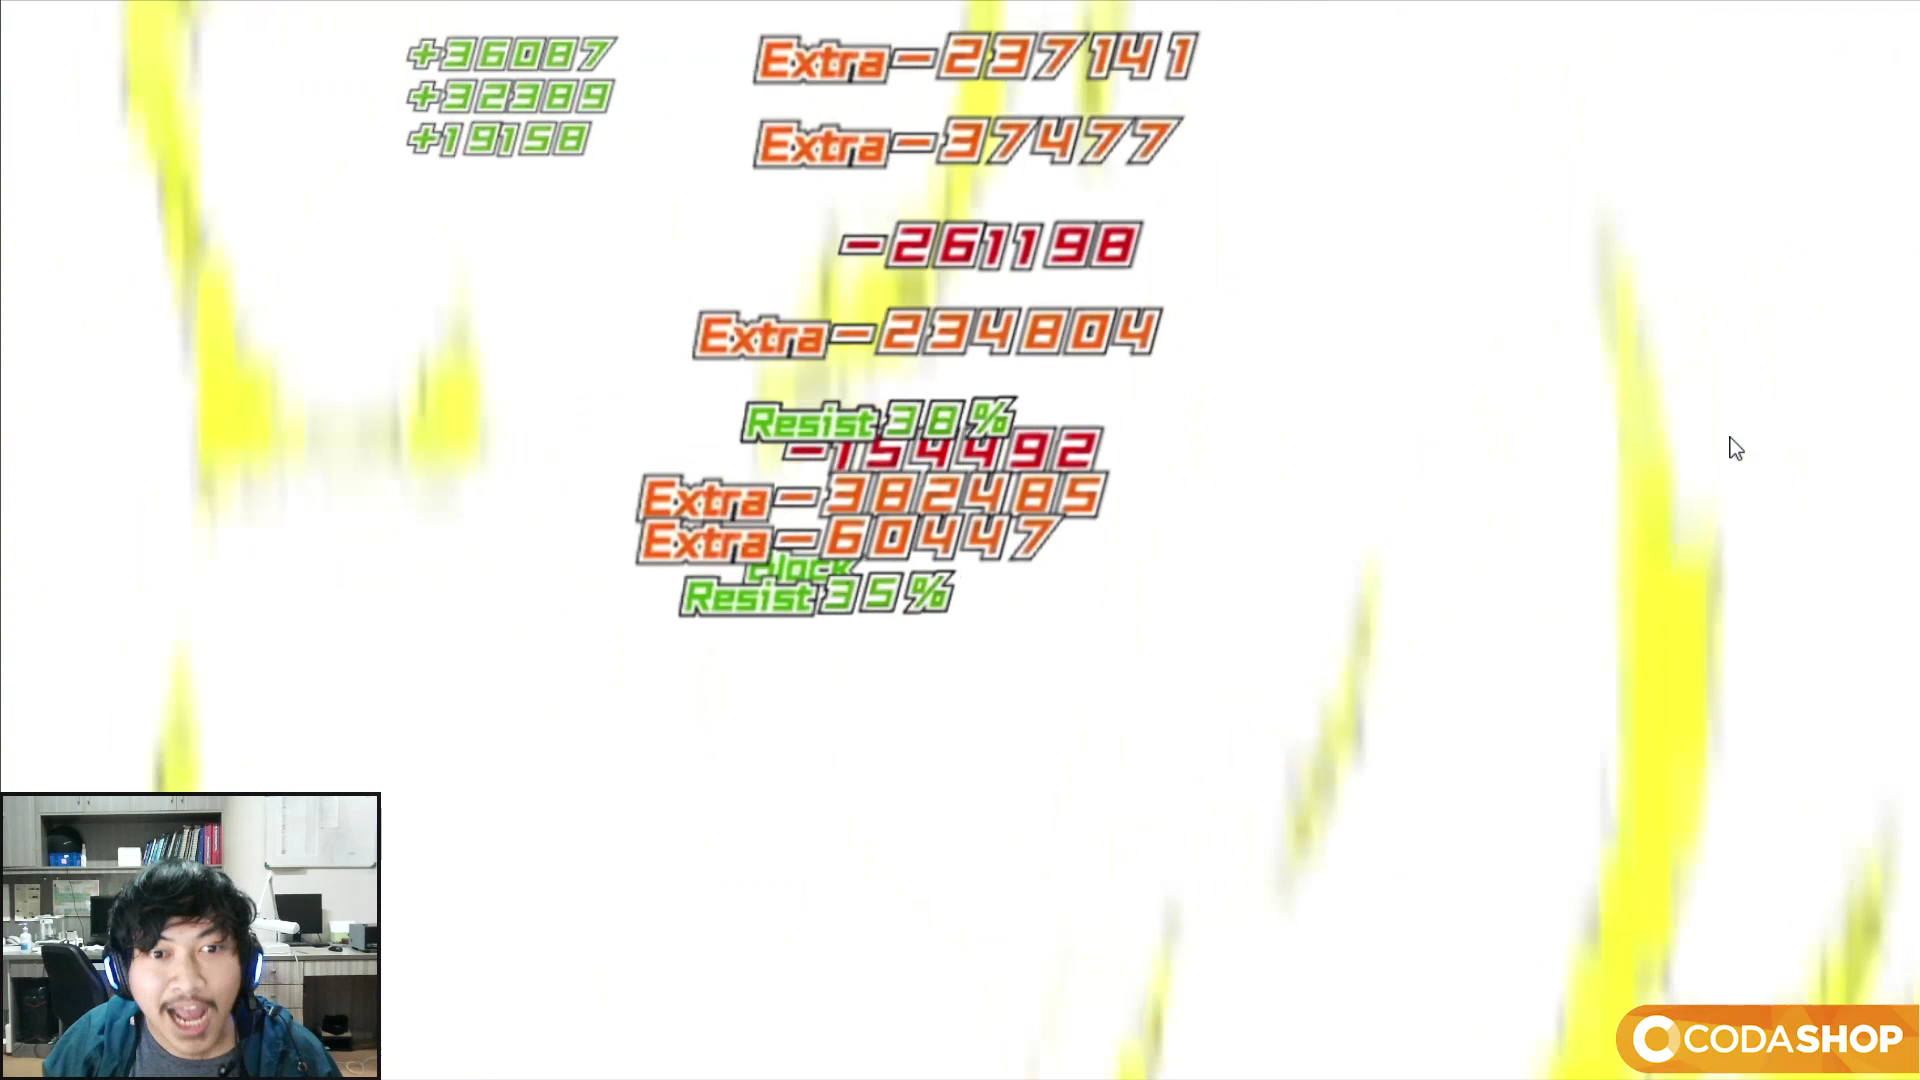 +36087
+32389
+19158
Extra-237141
Extra-37477
-261198
Extra-234804
Resist 38%
-154492
Extra-382485
Extra-60447
Block
Resist 35%
CODASHOP